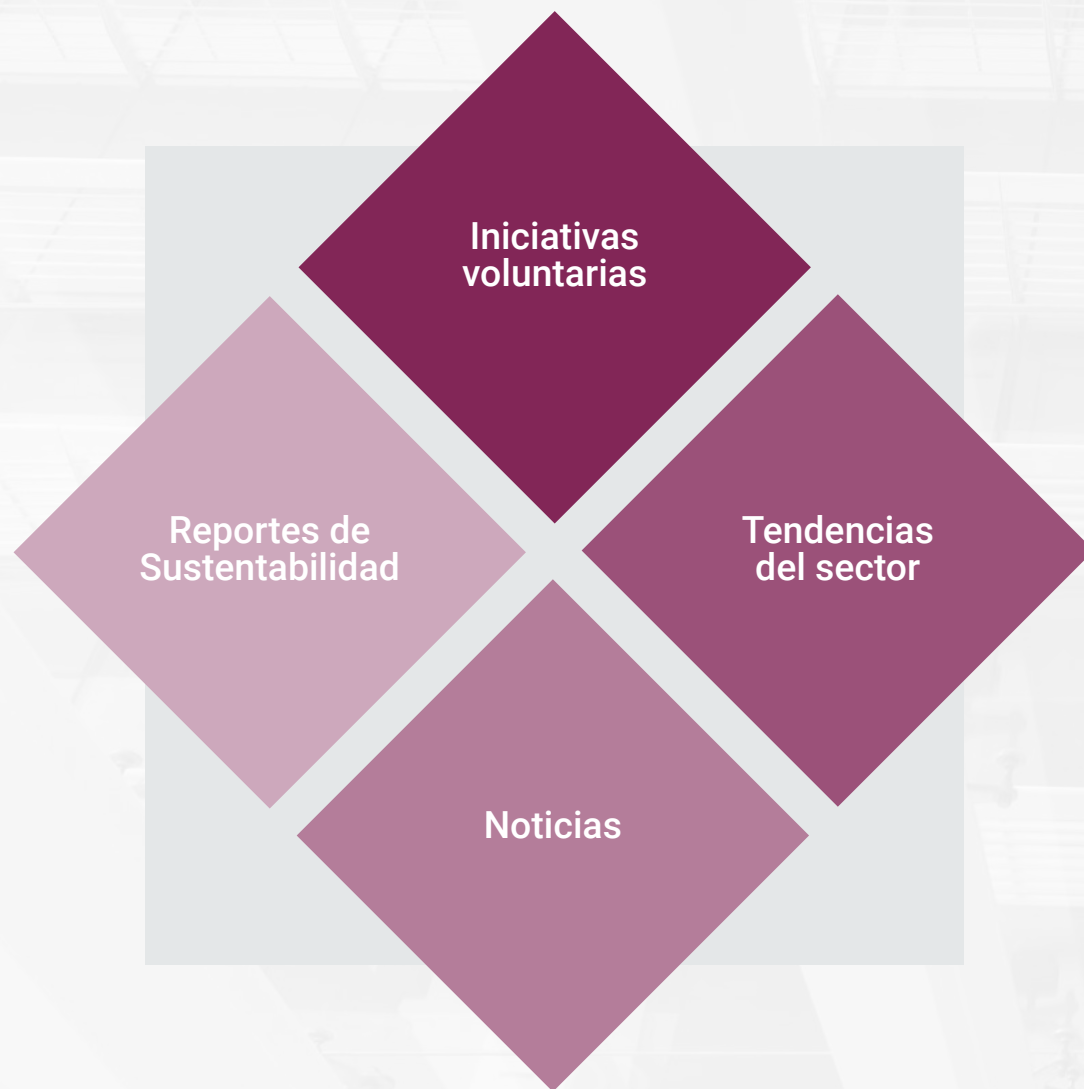 Iniciativas
voluntarias
Reportes de
Sustentabilidad
Tendencias
del sector
Noticias